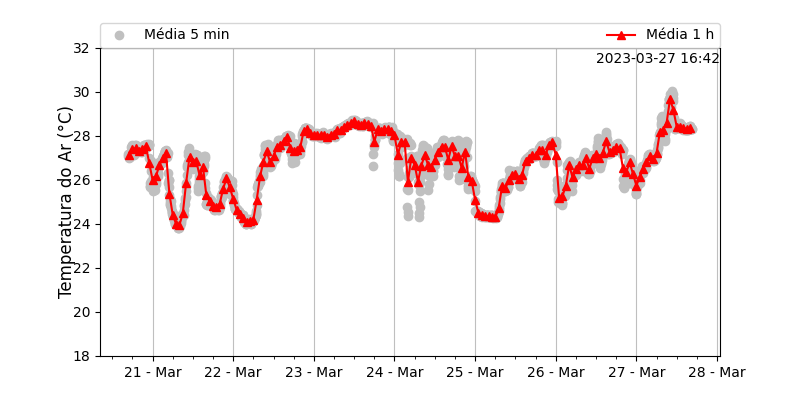 Média 5 min
Média 1 h
2023-03-27 16:42
Temperatura do Ar (°C)
32
30
28
26
24
22
20
18
21 - Mar
22 - Mar
23 - Mar
24 - Mar
25 - Mar
26 - Mar
27 - Mar
28 - Mar